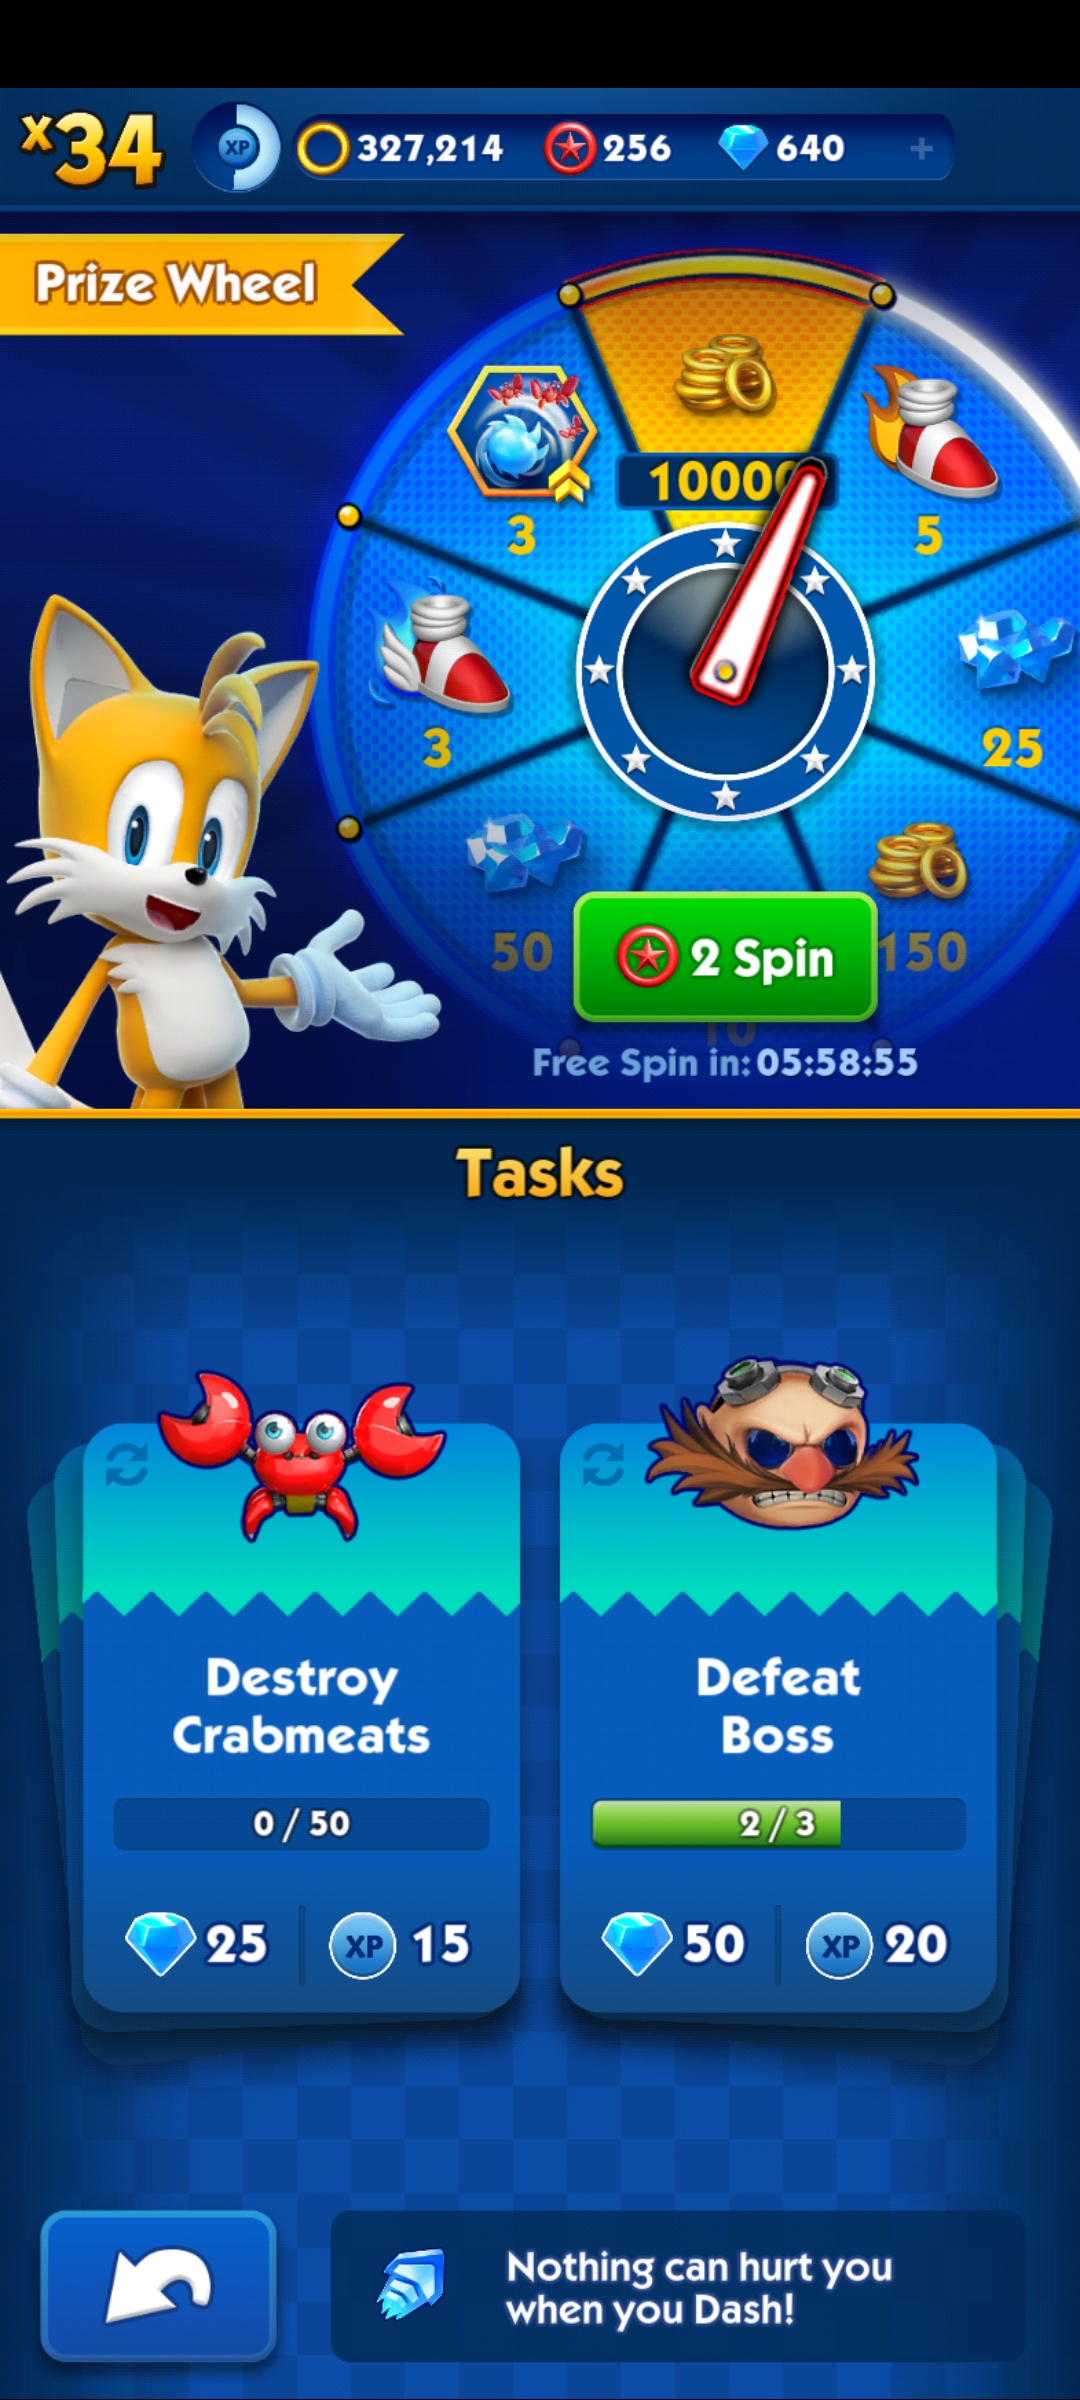 x34
XP
327,214
256
640
+
Prize Wheel
3
5
3
25
50
150
10
2 Spin
Free Spin in: 05:58:55
Tasks
Destroy
Crabmeats
0 / 50
25
XP 15
Defeat
Boss
2 / 3
50
XP 20
Nothing can hurt you
when you Dash!